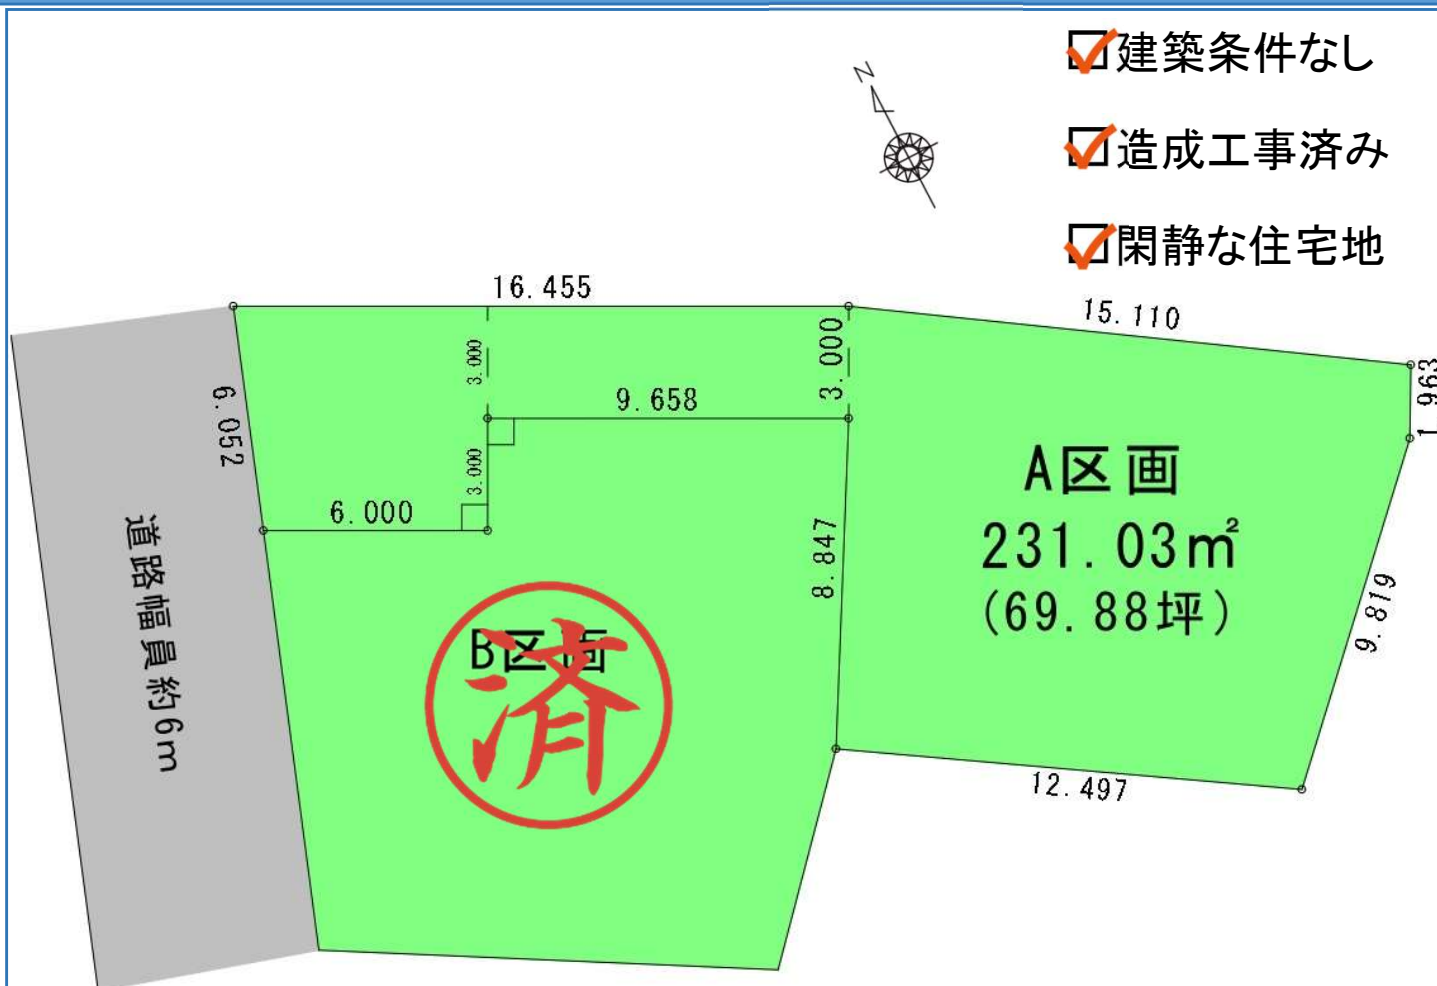 建築条件なし
造成工事済み
閑静な住宅地
N
16.455
15.110
3.000
3.000
1.963
9.658
6.052
3.000
6.000
A区画
231.03㎡
(69.88坪)
8.847
9.819
道路幅員約6m
B区画
済
12.497